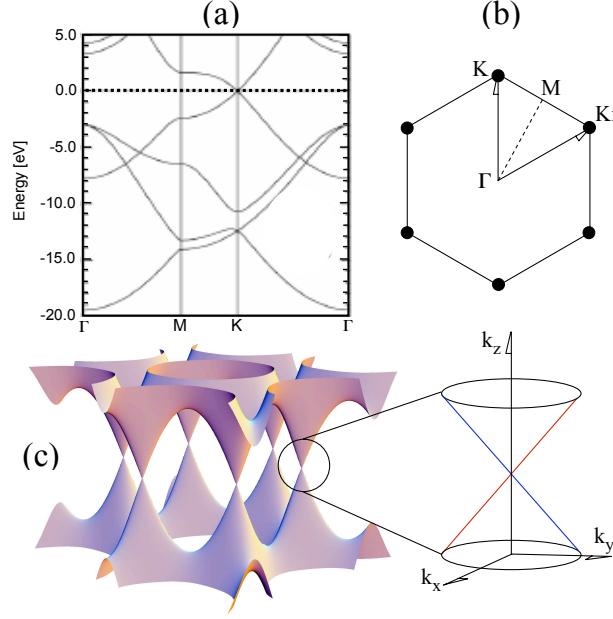 (a)
5.0
0.0
-5.0
-10.0
-15.0
-20.0
Energy [eV]
Γ
M
K
Γ
(b)
K
M
K
Γ
(c)
k_z
k_y
k_x